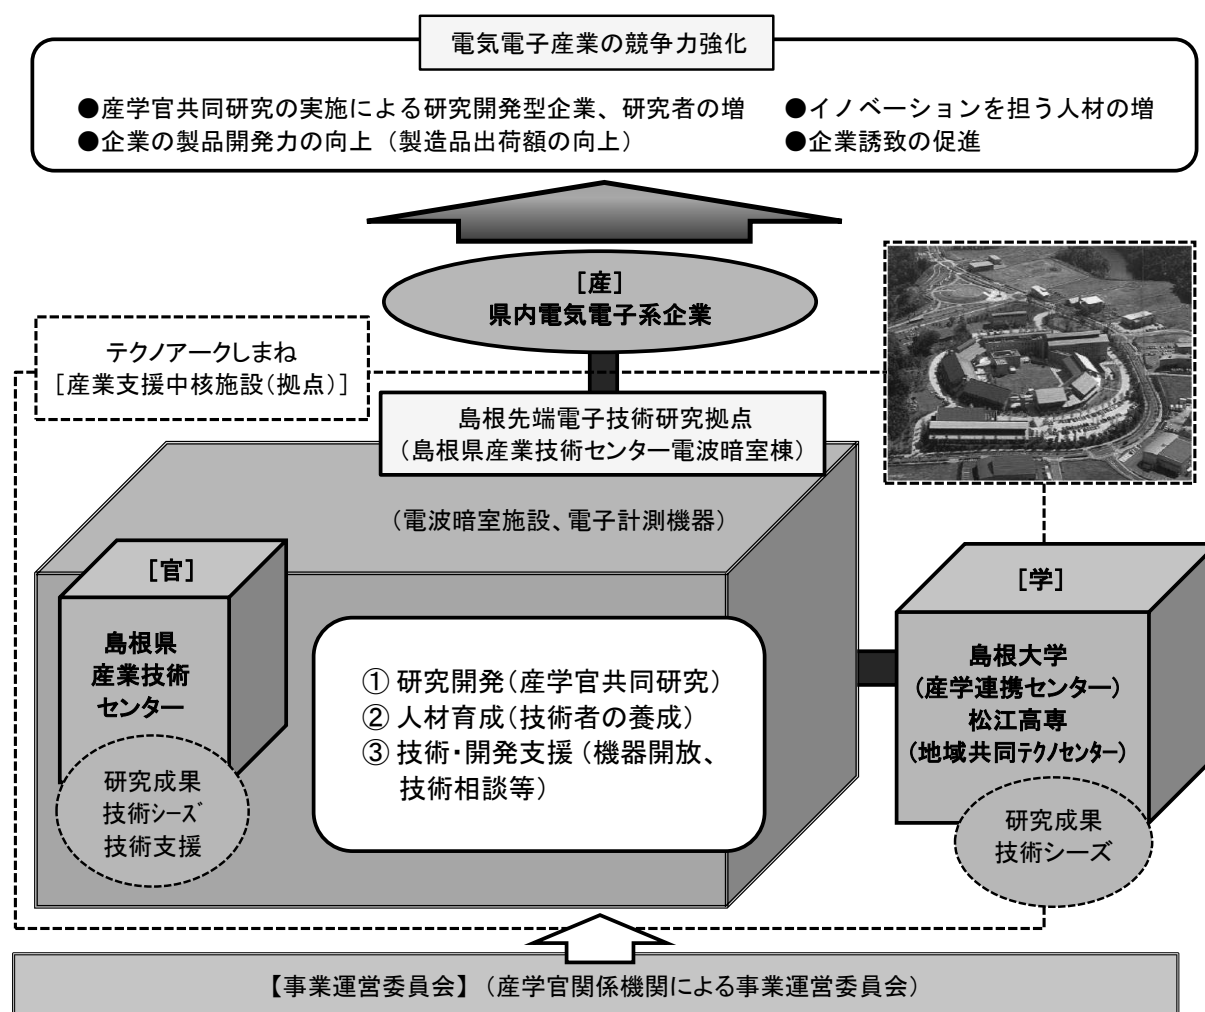 電気電子産業の競争力強化
●産学官共同研究の実施による研究開発型企業、研究者の増
●イノベーションを担う人材の増
●企業の製品開発力の向上（製造品出荷額の向上）
●企業誘致の促進
[産]
県内電気電子系企業
テクノアークしまね
[産業支援中核施設(拠点)]
島根先端電子技術研究拠点
(島根県産業技術センター電波暗室棟)
(電波暗室施設、電子計測機器)
[官]
島根県
産業技術
センター
研究成果
技術シーズ
技術支援
① 研究開発(産学官共同研究)
② 人材育成(技術者の養成)
③ 技術・開発支援(機器開放、
技術相談等)
[学]
島根大学
(産学連携センター)
松江高専
(地域共同テクノセンター)
研究成果
技術シーズ
【事業運営委員会】(産学官関係機関による事業運営委員会)